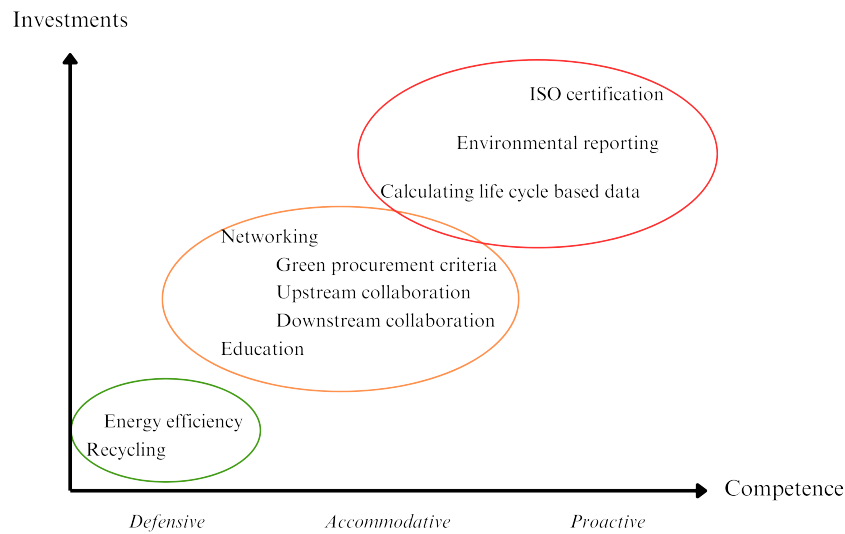 Investments
ISO certification
Environmental reporting
Calculating life cycle based data
Networking
Green procurement criteria
Upstream collaboration
Downstream collaboration
Education
Energy efficiency
Recycling
Competence
Defensive
Accommodative
Proactive